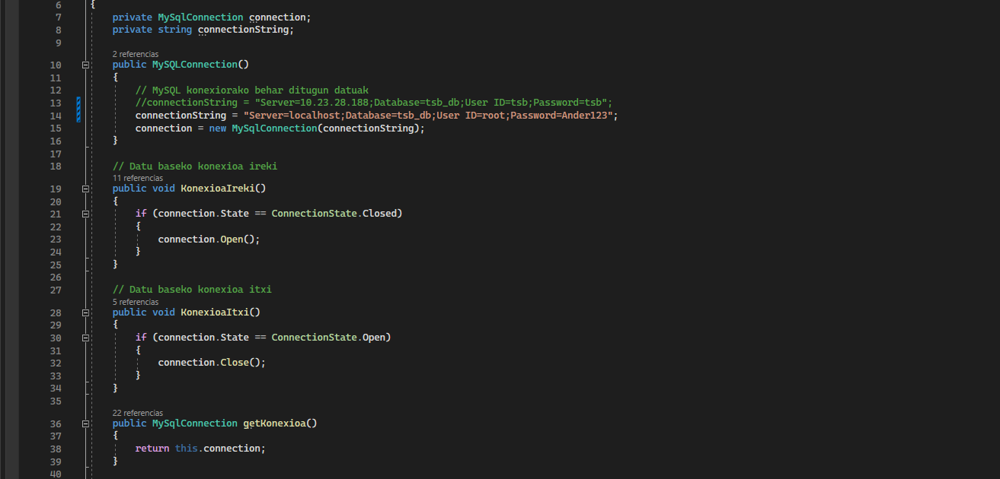 6 {
7 private MySqlConnection connection;
8 private string connectionString;
9
2 referencias
10 public MySQLConnection()
11 {
12 // MySQL konexiorako behar ditugun datuak
13 //connectionString = "Server=10.23.28.188;Database=tsb_db;User ID=tsb;Password=tsb";
14 connectionString = "Server=localhost;Database=tsb_db;User ID=root;Password=Ander123";
15 connection = new MySqlConnection(connectionString);
16 }
17
18 // Datu baseko konexioa ireki
11 referencias
19 public void KonexioaIreki()
20 {
21 if (connection.State == ConnectionState.Closed)
22 {
23 connection.Open();
24 }
25 }
26
27 // Datu baseko konexioa itxi
5 referencias
28 public void KonexioaItxi()
29 {
30 if (connection.State == ConnectionState.Open)
31 {
32 connection.Close();
33 }
34 }
35
22 referencias
36 public MySqlConnection getKonexioa()
37 {
38 return this.connection;
39 }
40